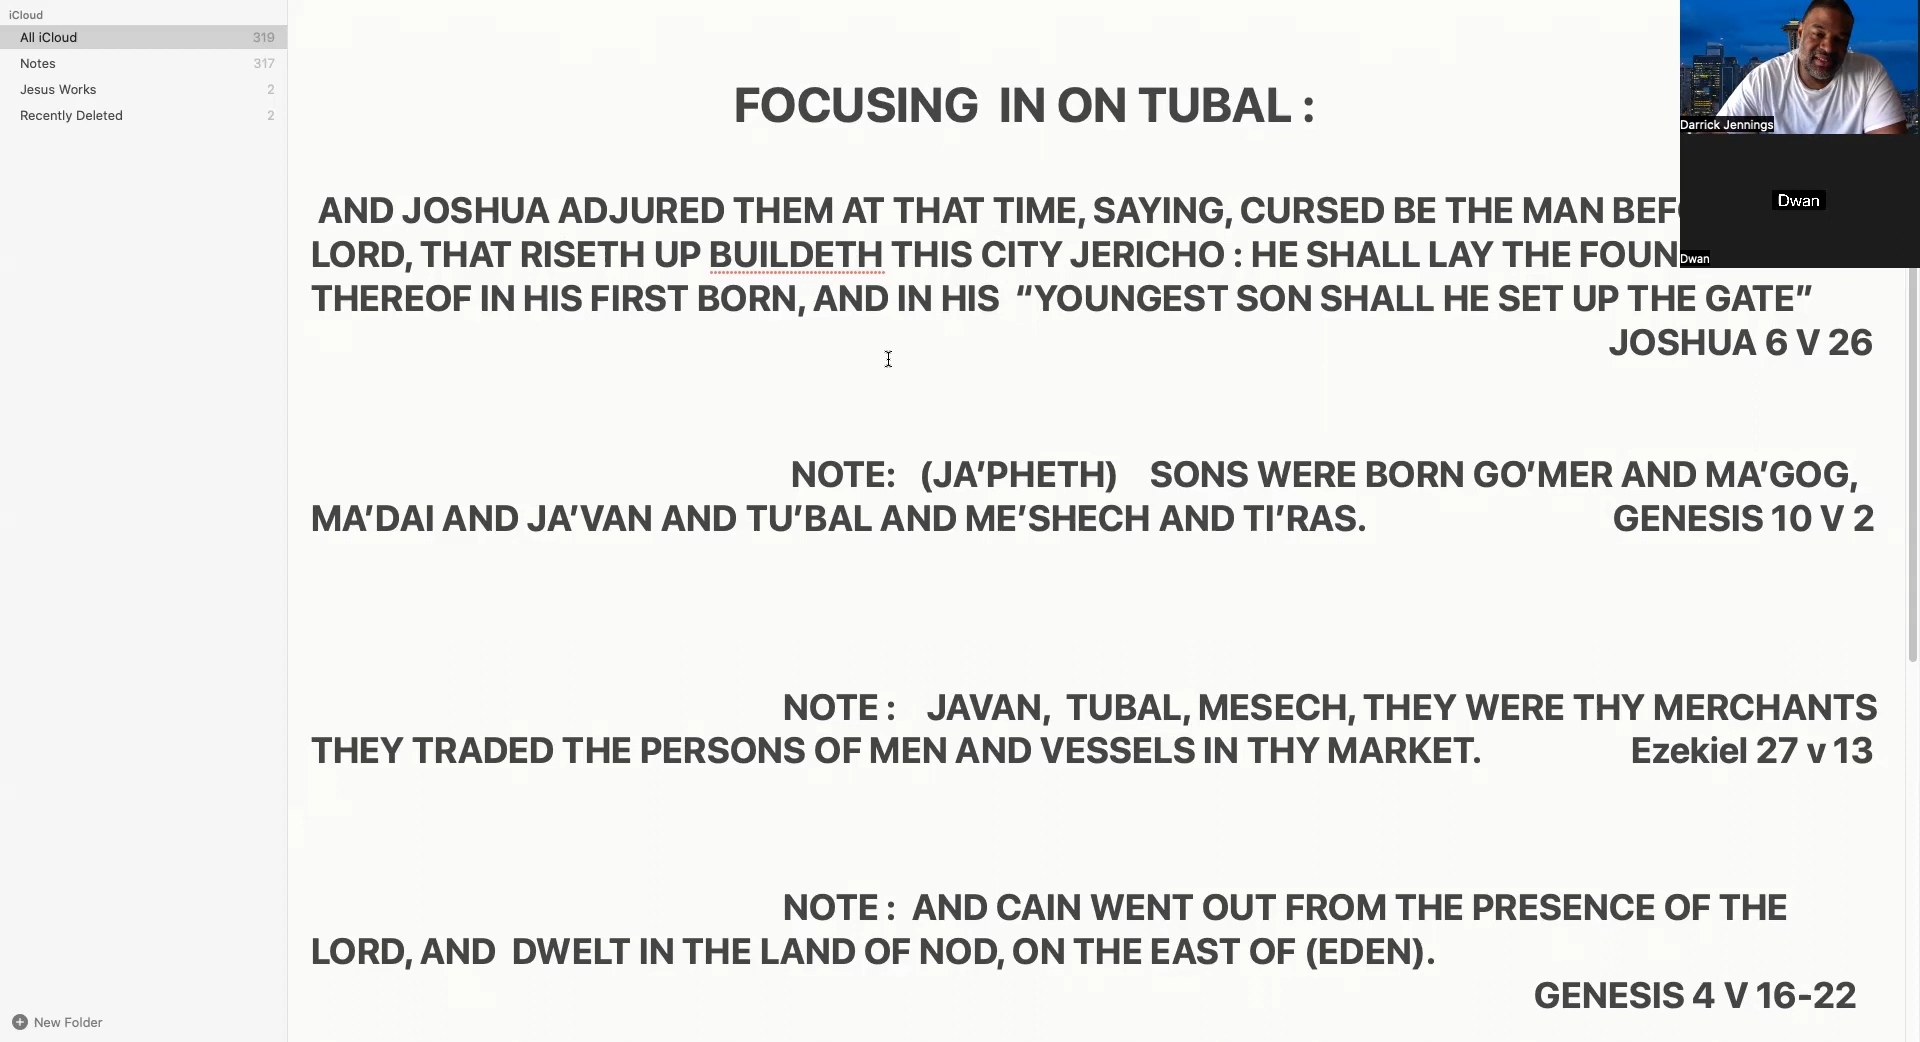 iCloud
All iCloud 319
Notes 317
Jesus Works 2
Recently Deleted 2
New Folder
FOCUSING IN ON TUBAL :
AND JOSHUA ADJURED THEM AT THAT TIME, SAYING, CURSED BE THE MAN
LORD, THAT RISETH UP BUILDETH THIS CITY JERICHO : HE SHALL LAY THE
THEREOF IN HIS FIRST BORN, AND IN HIS “YOUNGEST SON SHALL HE SET UP THE GATE”
JOSHUA 6 V 26
NOTE: (JA’PHETH) SONS WERE BORN GO’MER AND MA’GOG,
MA’DAI AND JA’VAN AND TU’BAL AND ME’SHECH AND TI’RAS. GENESIS 10 V 2
NOTE : JAVAN, TUBAL, MESECH, THEY WERE THY MERCHANTS
THEY TRADED THE PERSONS OF MEN AND VESSELS IN THY MARKET. Ezekiel 27 v 13
NOTE : AND CAIN WENT OUT FROM THE PRESENCE OF THE
LORD, AND DWELT IN THE LAND OF NOD, ON THE EAST OF (EDEN).
GENESIS 4 V 16-22
Darrick Jennings
Dwan
Dwan